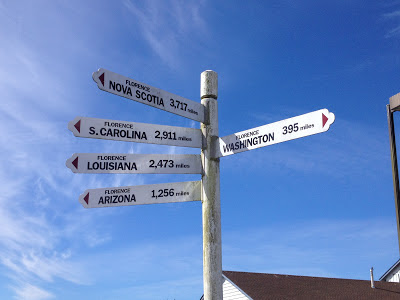 FLORENCE
NOVA SCOTIA 3,717 miles
FLORENCE
S. CAROLINA 2,911 miles
FLORENCE
LOUISIANA 2,473 miles
FLORENCE
ARIZONA 1,256 miles
FLORENCE
WASHINGTON 395 miles